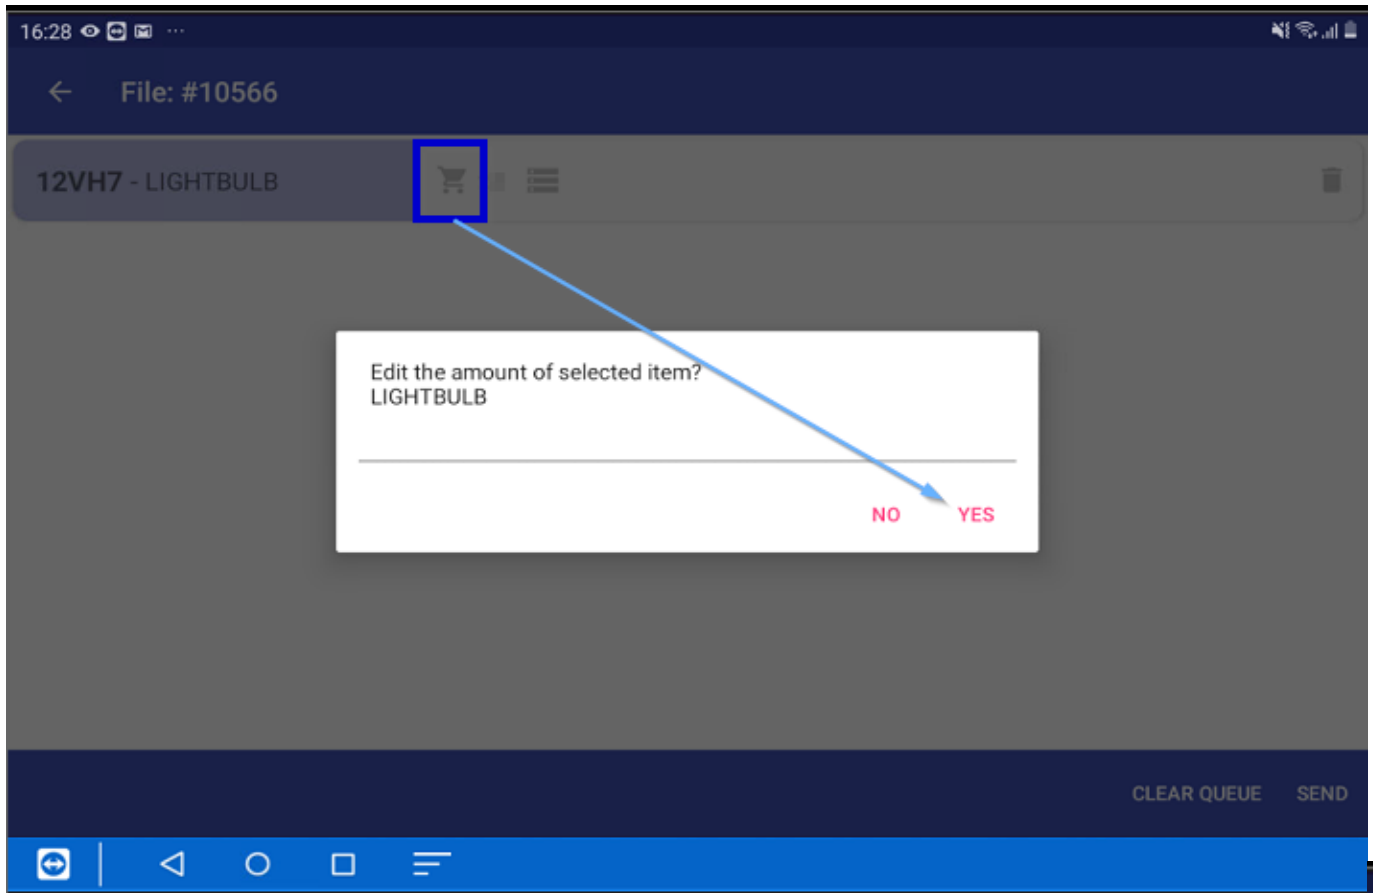 16:28
File: #10566
12VH7 - LIGHTBULB
Edit the amount of selected item?
LIGHTBULB
NO YES
CLEAR QUEUE SEND